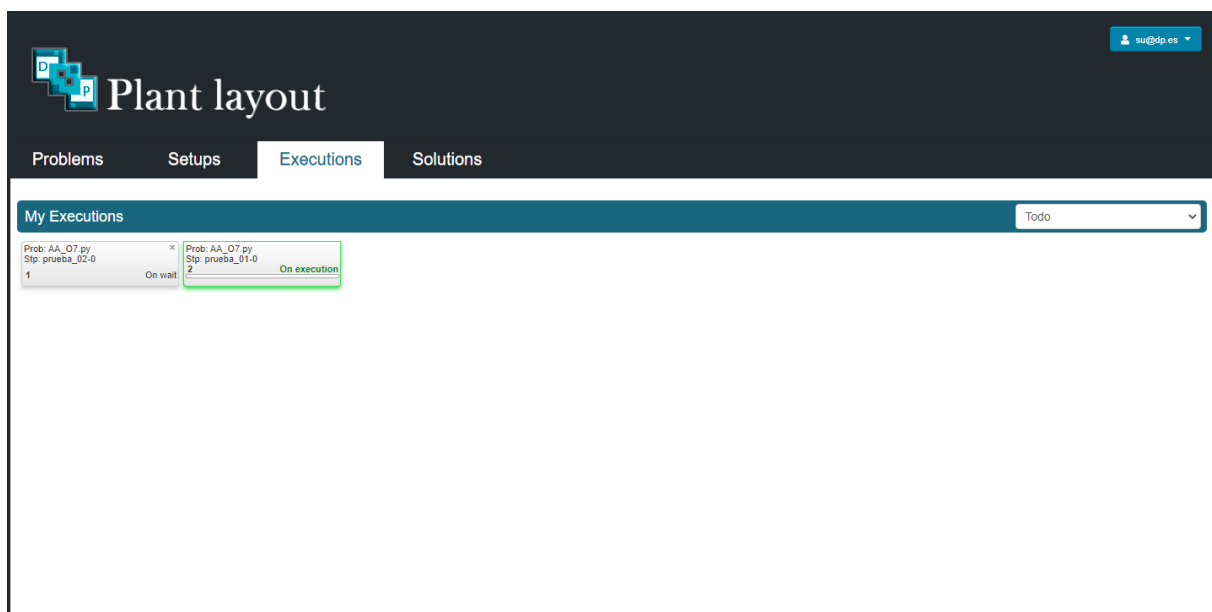 su@dp.es
D
P
Plant layout
Problems Setups Executions Solutions
My Executions Todo
Prob: AA_O7.py ×
Stp: prueba_02-0
1 On wait
Prob: AA_O7.py
Stp: prueba_01-0
2 On execution